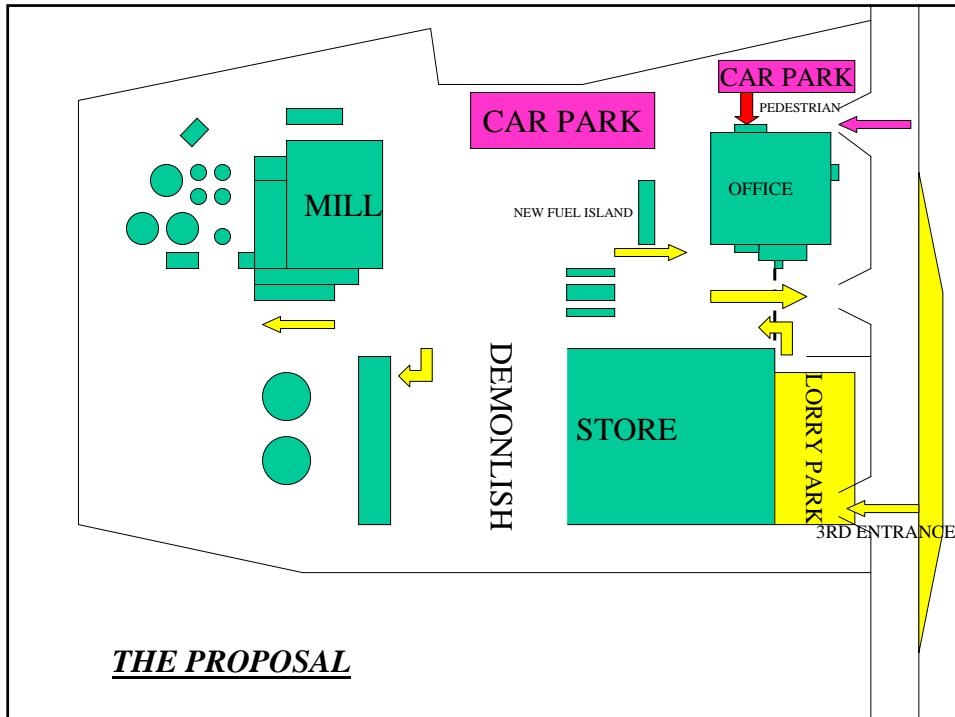 CAR PARK
PEDESTRIAN
CAR PARK
OFFICE
MILL
NEW FUEL ISLAND
DEMONLISH
STORE
LORRY PARK
3RD ENTRANCE
THE PROPOSAL